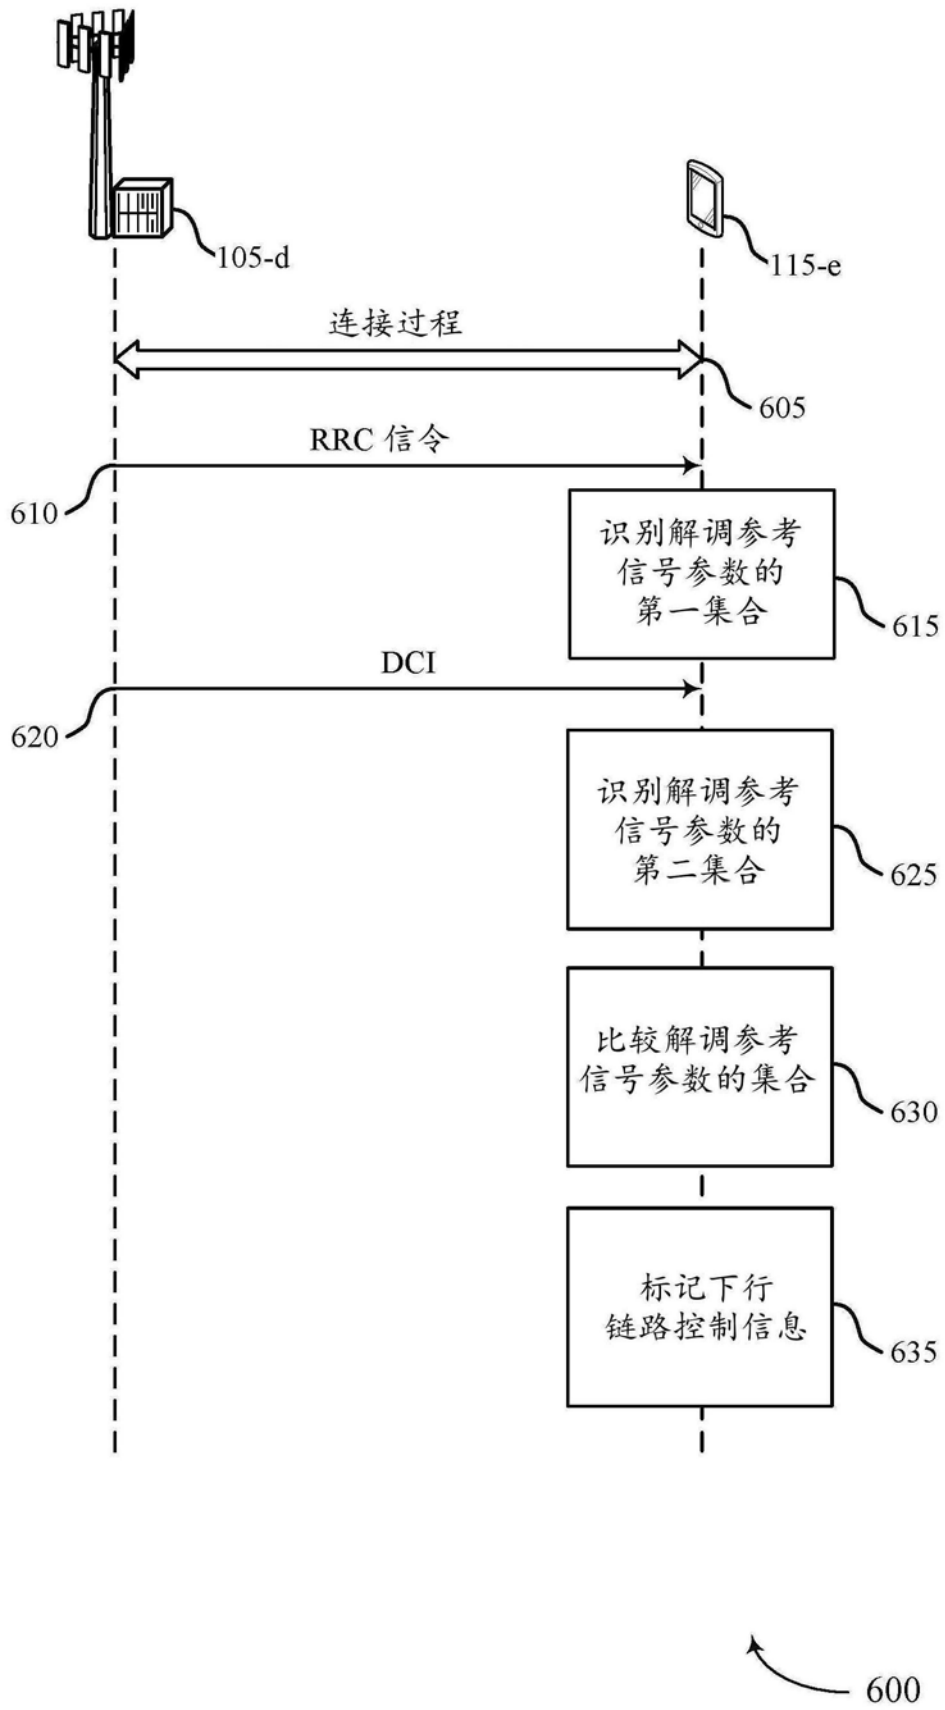 105-d
115-e
连接过程
605
RRC 信令
610
识别解调参考
信号参数的
第一集合
615
DCI
620
识别解调参考
信号参数的
第二集合
625
比较解调参考
信号参数的集合
630
标记下行
链路控制信息
635
600